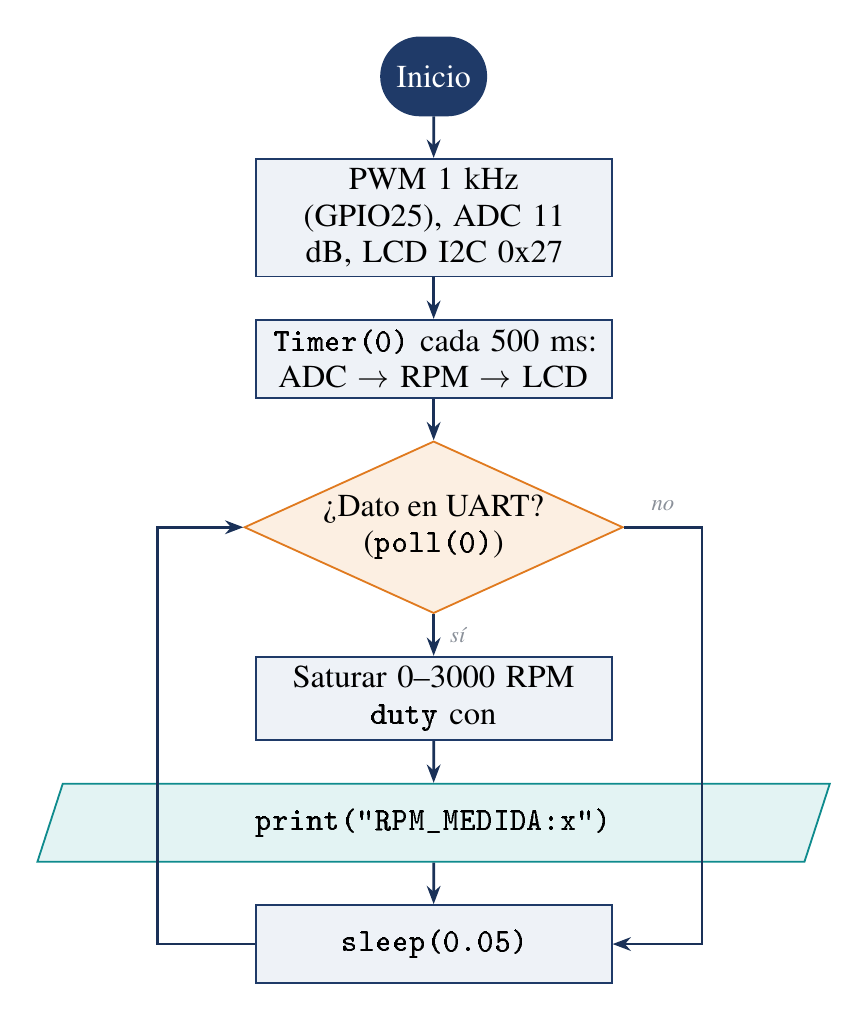 Inicio
PWM 1 kHz
(GPIO25), ADC 11
dB, LCD I2C 0x27
Timer(0) cada 500 ms:
ADC → RPM → LCD
¿Dato en UART?
(poll(0))
no
sí
Saturar 0–3000 RPM
duty con
print("RPM_MEDIDA:x")
sleep(0.05)